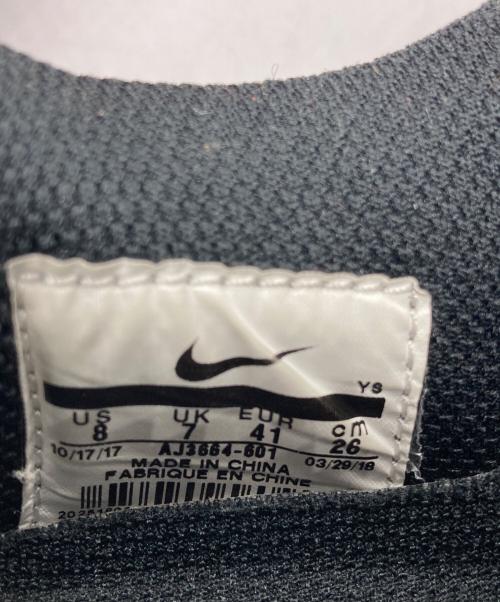 YS
US UK EUR cm
8 7 41 26
10/17/17 AJ3664-601 03/29/18
MADE IN CHINA
FABRIQUE EN CHINE